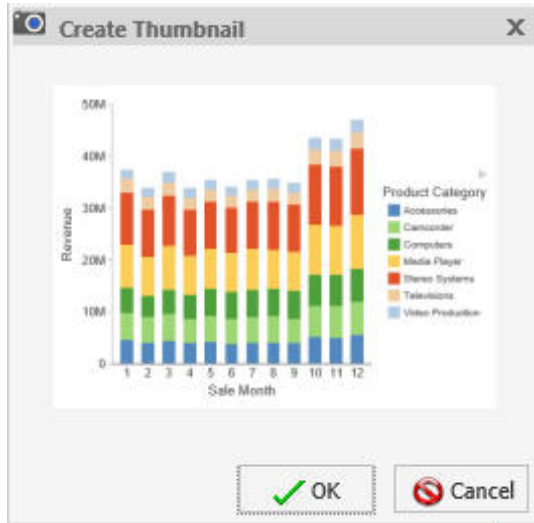 Create Thumbnail X
50M
40M
30M
20M
10M
0
Revenue
1 2 3 4 5 6 7 8 9 10 11 12
Sale Month
Product Category
Accessories
Camcorder
Computers
Media Player
Stereo Systems
Televisions
Video Production
OK Cancel